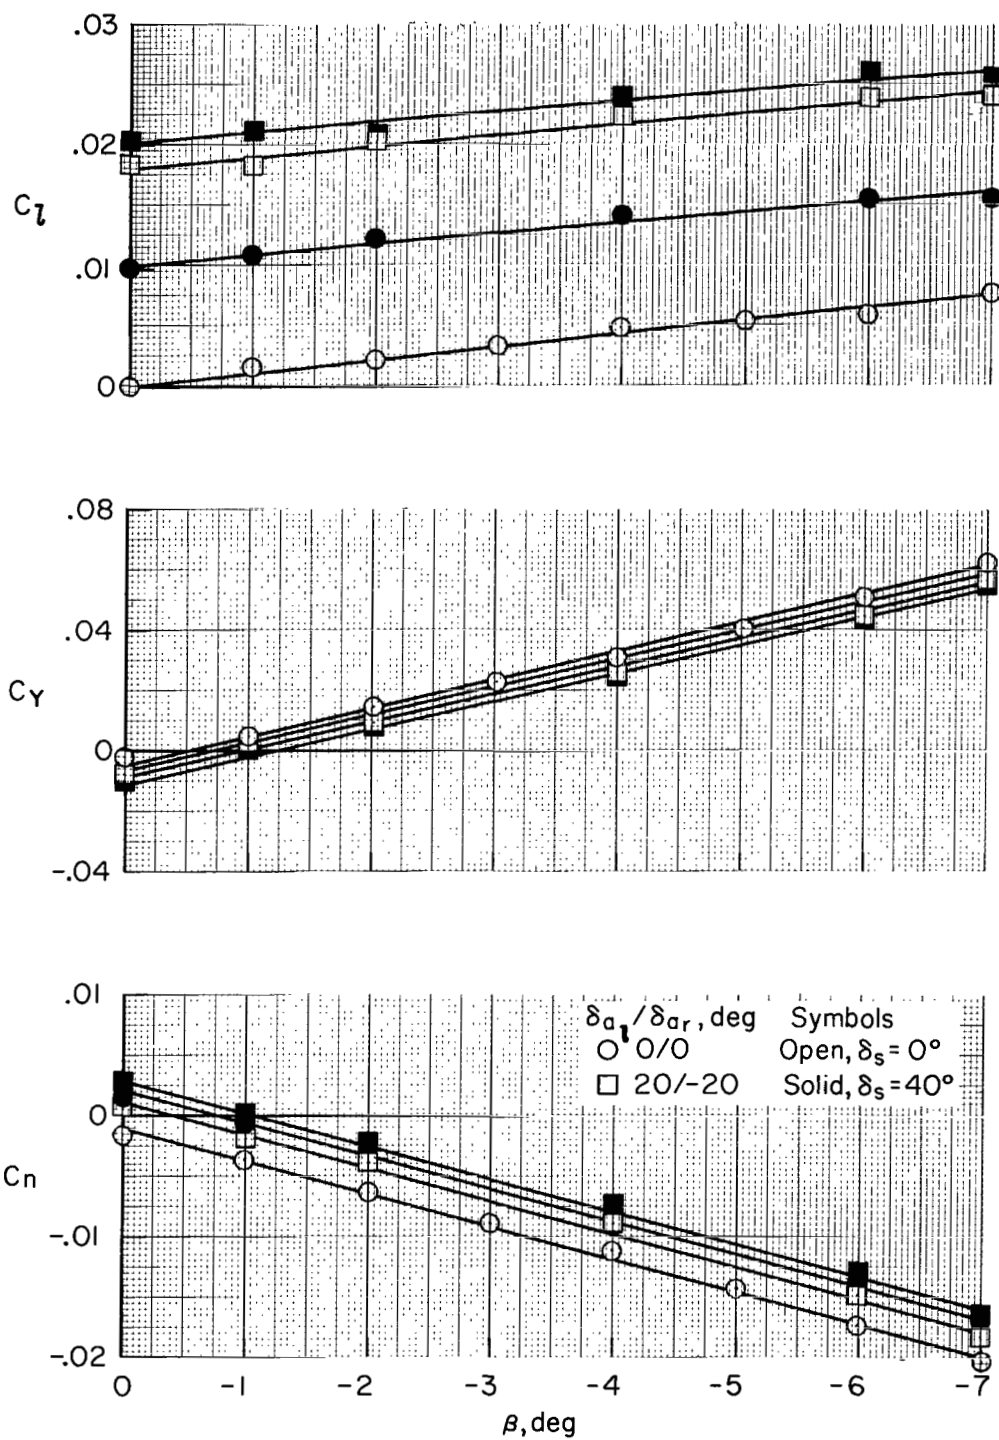 .03
.02
C_l
.01
0
.08
.04
C_Y
0
-.04
.01
δ_{a_l}/δ_{a_r}, deg Symbols
0/0 Open, δ_s = 0°
20/-20 Solid, δ_s = 40°
0
C_n
-.01
-.02
0 -1 -2 -3 -4 -5 -6 -7
β, deg